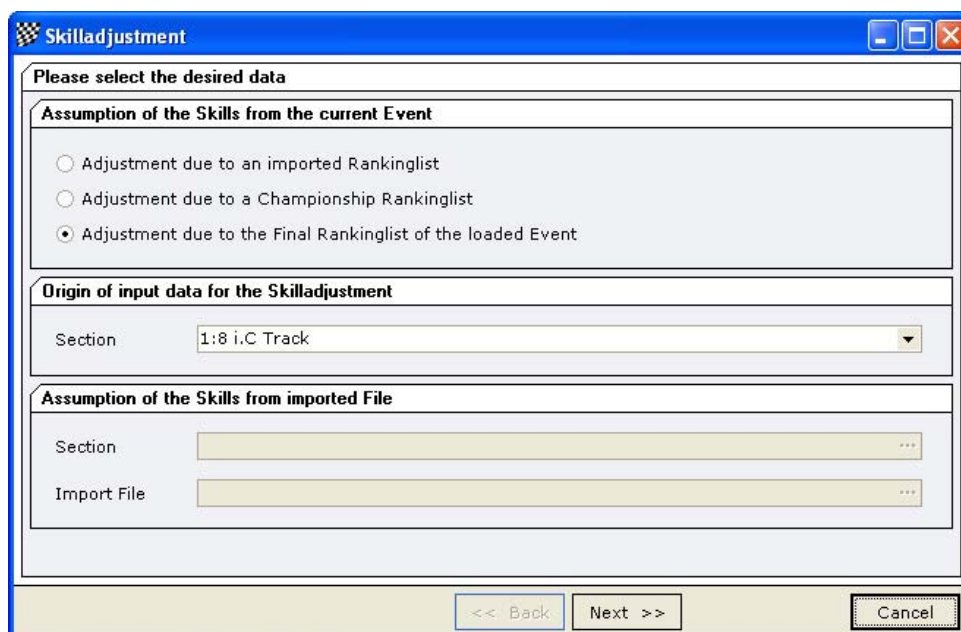 Skilladjustment
Please select the desired data
Assumption of the Skills from the current Event
Adjustment due to an imported Rankinglist
Adjustment due to a Championship Rankinglist
Adjustment due to the Final Rankinglist of the loaded Event
Origin of input data for the Skilladjustment
Section 1:8 i.C Track
Assumption of the Skills from imported File
Section ...
Import File ...
<< Back Next >> Cancel